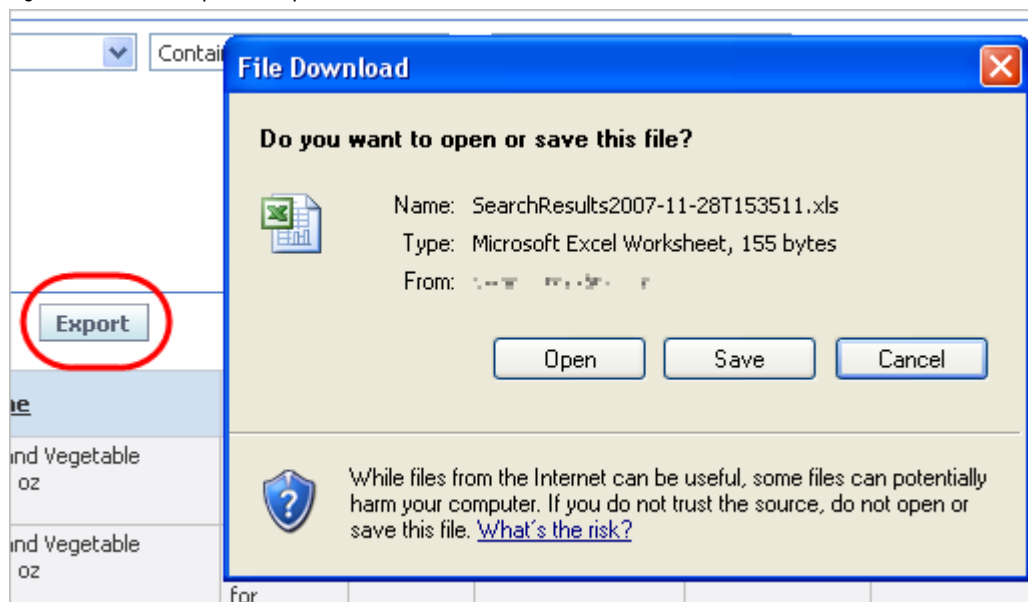 Contai
File Download
Do you want to open or save this file?
Name: SearchResults2007-11-28T153511.xls
Type: Microsoft Excel Worksheet, 155 bytes
From:
Export
Open Save Cancel
me
and Vegetable
oz
While files from the Internet can be useful, some files can potentially
harm your computer. If you do not trust the source, do not open or
save this file. What's the risk?
and Vegetable
oz
for